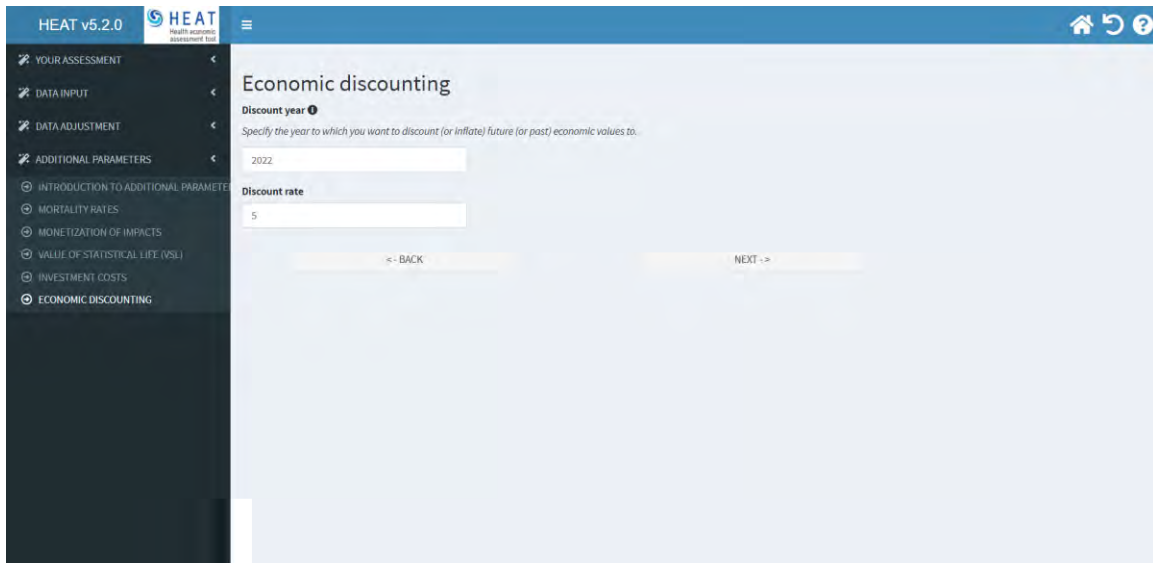 HEAT v5.2.0
HEAT
Health economic
assessment tool
YOUR ASSESSMENT
DATA INPUT
DATA ADJUSTMENT
ADDITIONAL PARAMETERS
INTRODUCTION TO ADDITIONAL PARAMETE
MORTALITY RATES
MONETIZATION OF IMPACTS
VALUE OF STATISTICAL LIFE (VSL)
INVESTMENT COSTS
ECONOMIC DISCOUNTING
Economic discounting
Discount year
Specify the year to which you want to discount (or inflate) future (or past) economic values to.
2022
Discount rate
5
<- BACK
NEXT ->